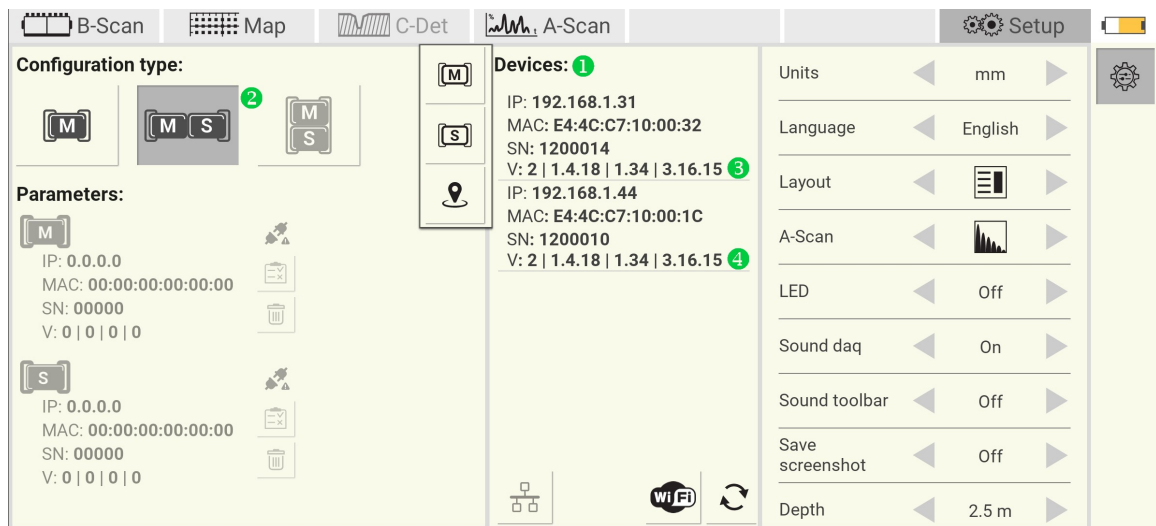 B-Scan
Map
C-Det
A-Scan
Setup
Configuration type:
M
M S
2
M
S
Parameters:
M
IP: 0.0.0.0
MAC: 00:00:00:00:00:00
SN: 00000
V: 0 | 0 | 0 | 0
S
IP: 0.0.0.0
MAC: 00:00:00:00:00:00
SN: 00000
V: 0 | 0 | 0 | 0
M
S
Devices: 1
IP: 192.168.1.31
MAC: E4:4C:C7:10:00:32
SN: 1200014
V: 2 | 1.4.18 | 1.34 | 3.16.15 3
IP: 192.168.1.44
MAC: E4:4C:C7:10:00:1C
SN: 1200010
V: 2 | 1.4.18 | 1.34 | 3.16.15 4
WiFi
Units mm
Language English
Layout
A-Scan
LED Off
Sound daq On
Sound toolbar Off
Save
screenshot Off
Depth 2.5 m